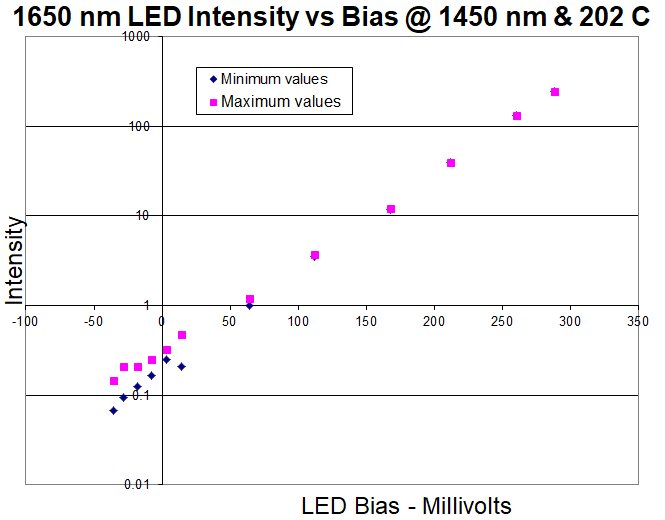 1650 nm LED Intensity vs Bias @ 1450 nm & 202 C
1000
Minimum values
Maximum values
100
10
Intensity
1
-100 -50 0 50 100 150 200 250 300 350
0.1
0.01
LED Bias - Millivolts